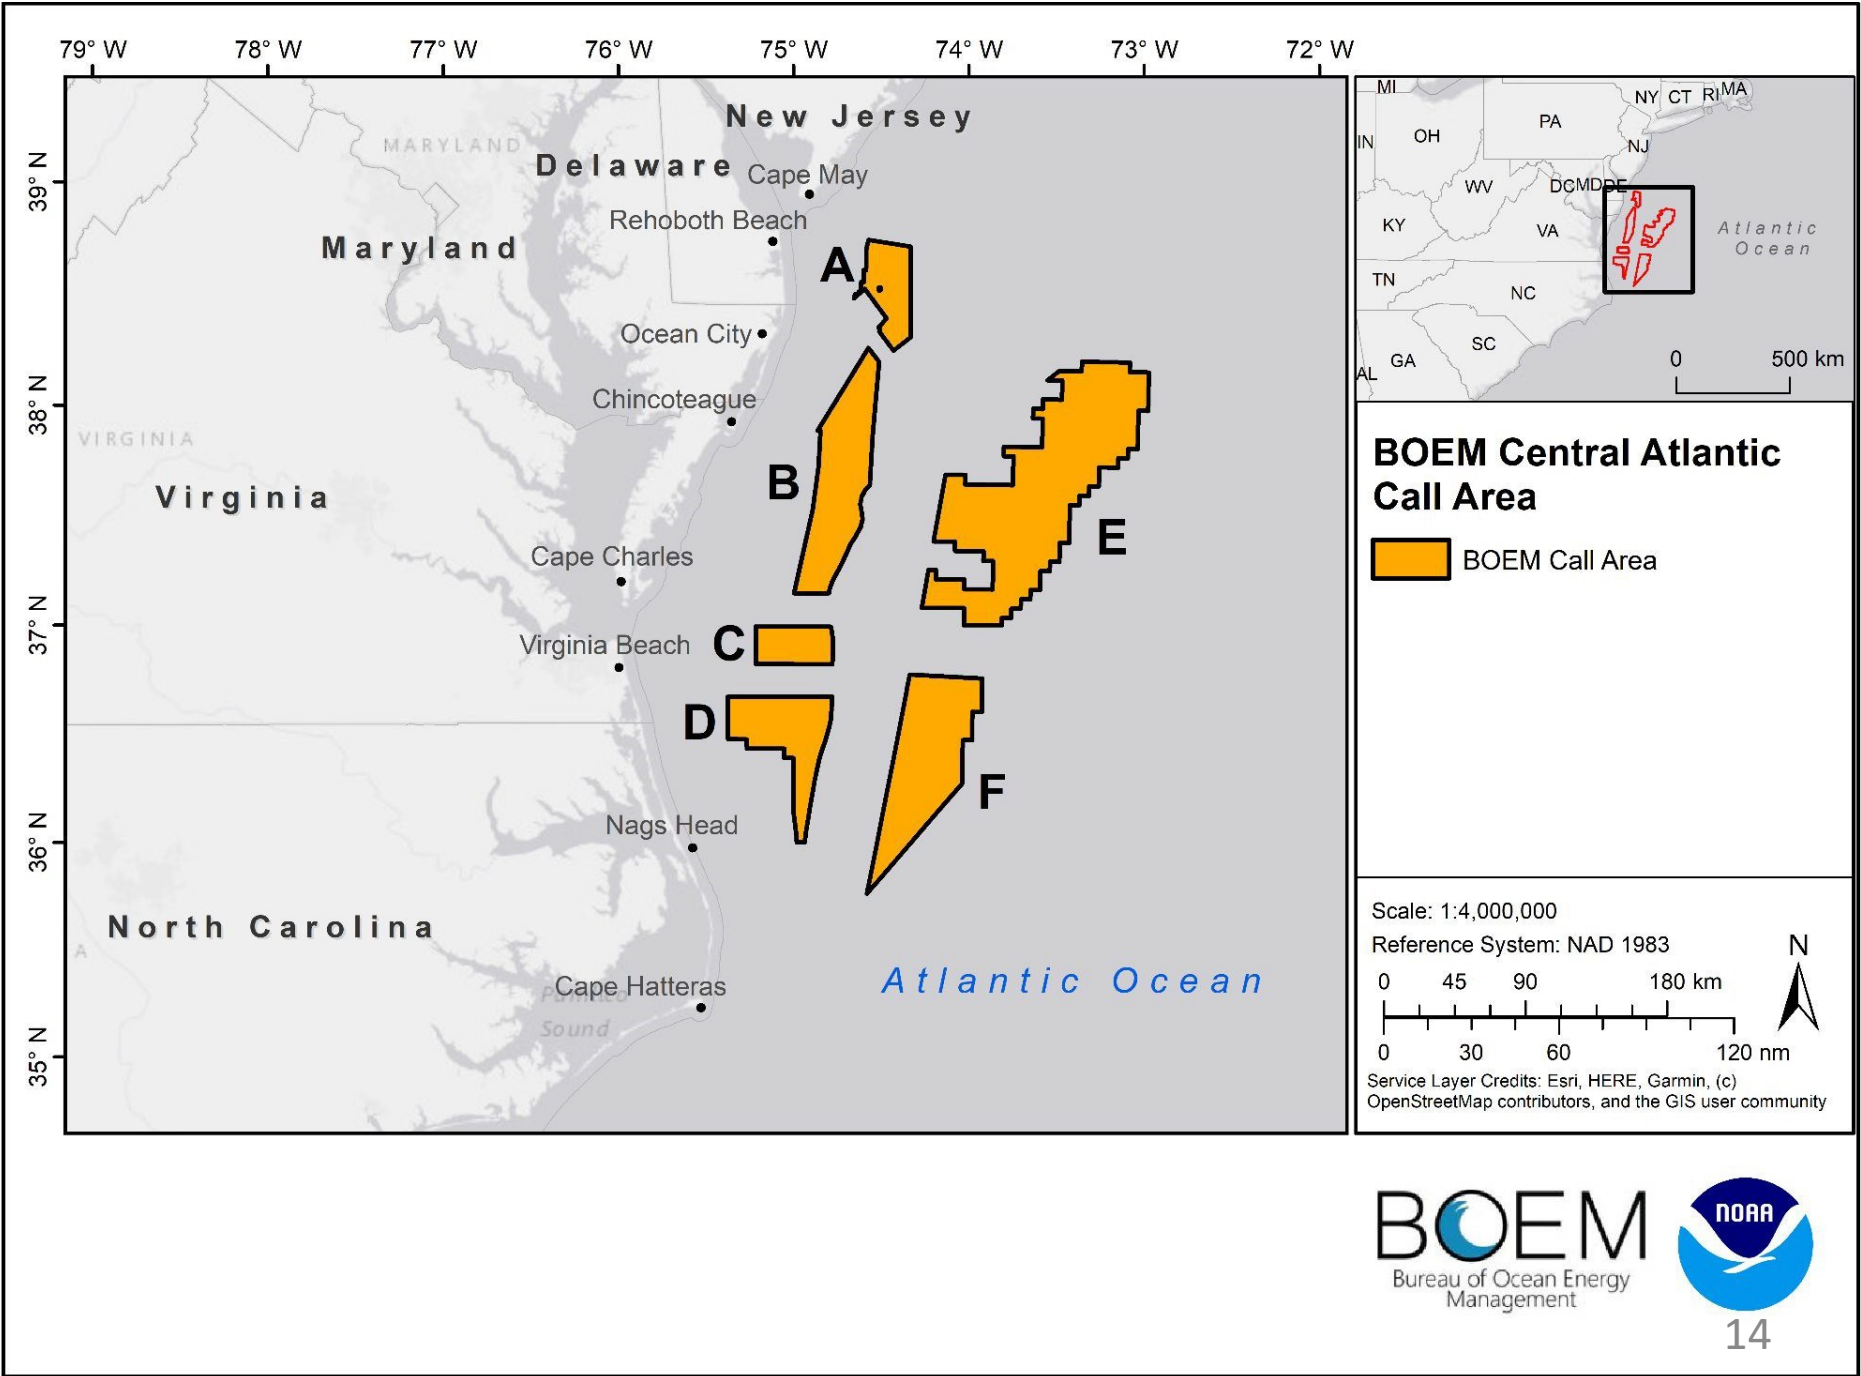 79° W 78° W 77° W 76° W 75° W 74° W 73° W 72° W
39° N
38° N
37° N
36° N
35° N
New Jersey
MARYLAND
Delaware
Cape May
Rehoboth Beach
Maryland
A
Ocean City
Chincoteague
VIRGINIA
B
Virginia
E
Cape Charles
C
Virginia Beach
D
F
Nags Head
North Carolina
A
Cape Hatteras
Pamlico
Sound
Atlantic Ocean
MI
NY CT RI MA
PA
OH
IN
NJ
WV
DC MD DE
KY
VA
Atlantic
Ocean
TN
NC
SC
GA
AL
0 500 km
BOEM Central Atlantic
Call Area
BOEM Call Area
Scale: 1:4,000,000
Reference System: NAD 1983
N
0 45 90 180 km
0 30 60 120 nm
Service Layer Credits: Esri, HERE, Garmin, (c)
OpenStreetMap contributors, and the GIS user community
BOEM
Bureau of Ocean Energy
Management
NOAA
14